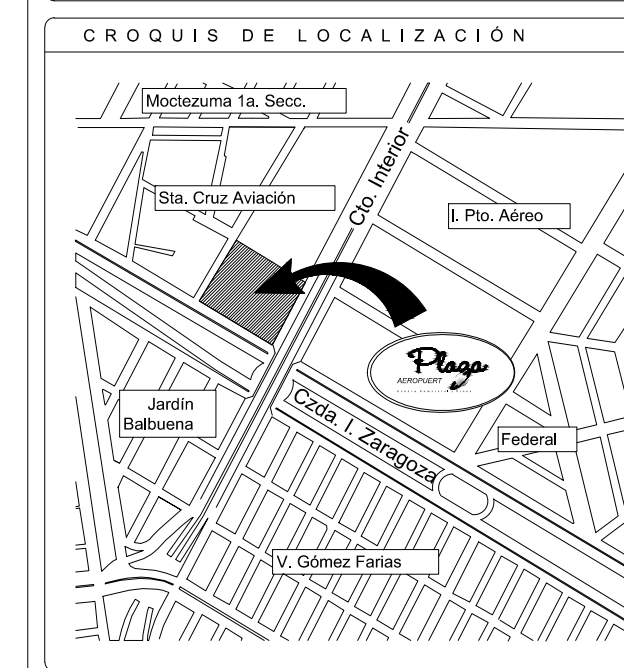 CROQUIS DE LOCALIZACIÓN
Moctezuma 1a. Secc.
Cto. Interior
Sta. Cruz Aviación
I. Pto. Aéreo
Plaza
AEROPUERT
Jardín
Balbuena
Czda. I. Zaragoza
Federal
V. Gómez Farias